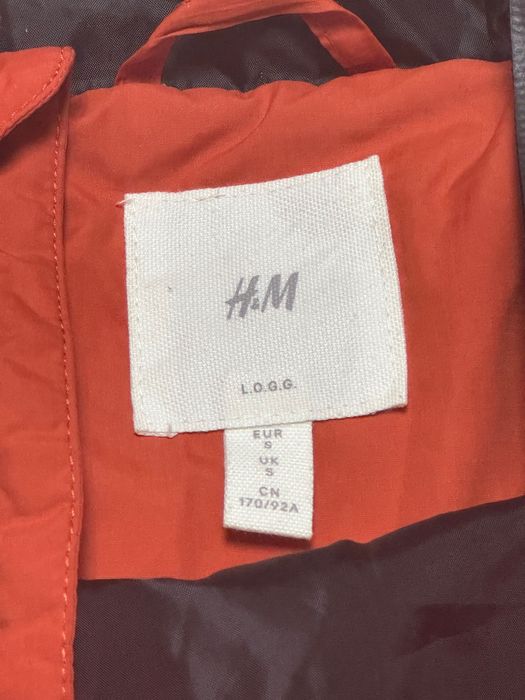 H&M
L.O.G.G.
EUR
S
UK
S
CN
170/92A